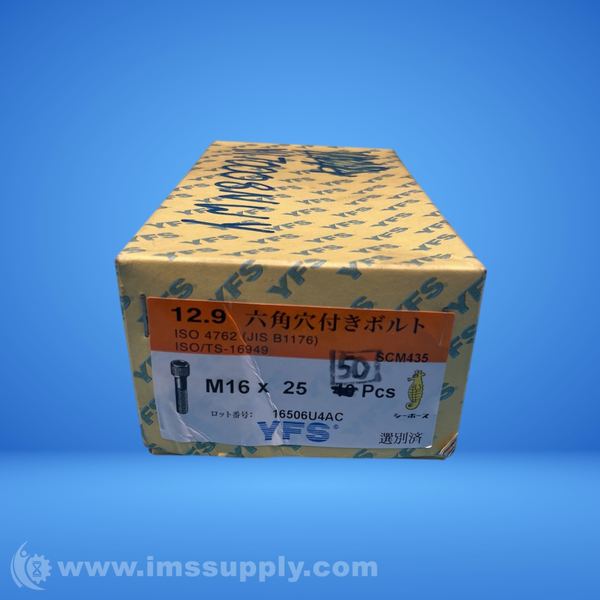 YFS
12.9 六角穴付きボルト
ISO 4762 (JIS B1176)
ISO/TS-16949
SCM435
M16 x 25 50 Pcs
シーホース
ロット番号: 16506U4AC
YFS®
選別済
www.imssupply.com